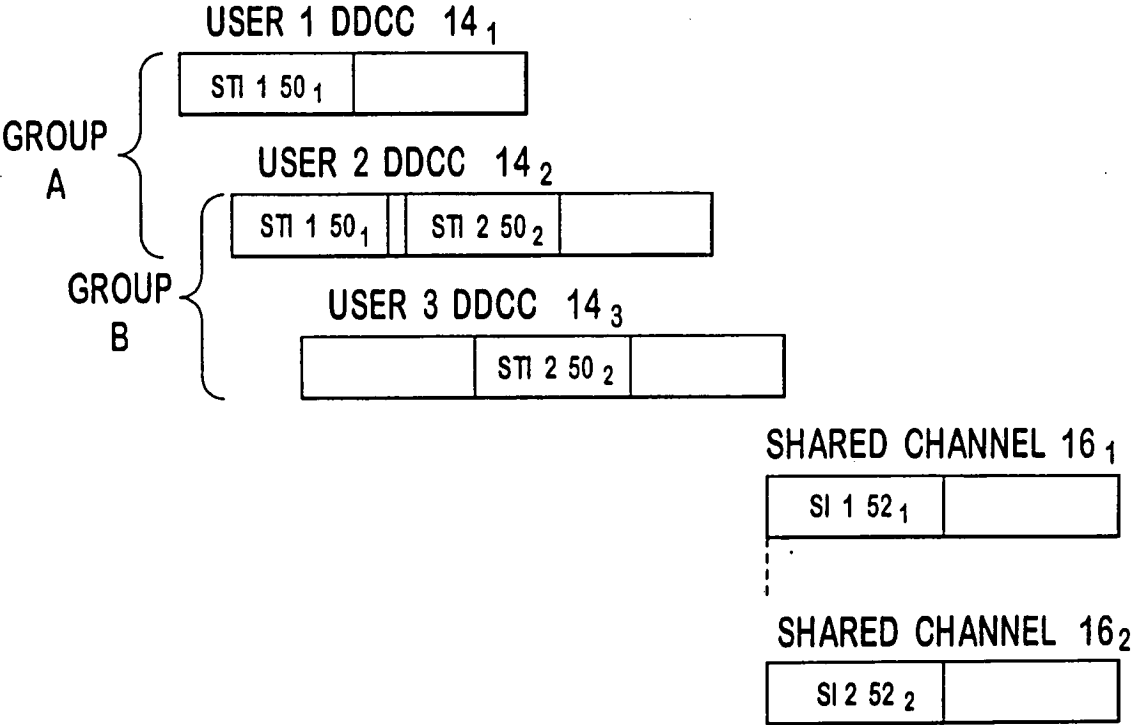 USER 1 DDCC 14 1
STI 1 50 1
GROUP
A
USER 2 DDCC 14 2
STI 1 50 1 STI 2 50 2
GROUP
B
USER 3 DDCC 14 3
STI 2 50 2
SHARED CHANNEL 16 1
SI 1 52 1
SHARED CHANNEL 16 2
SI 2 52 2